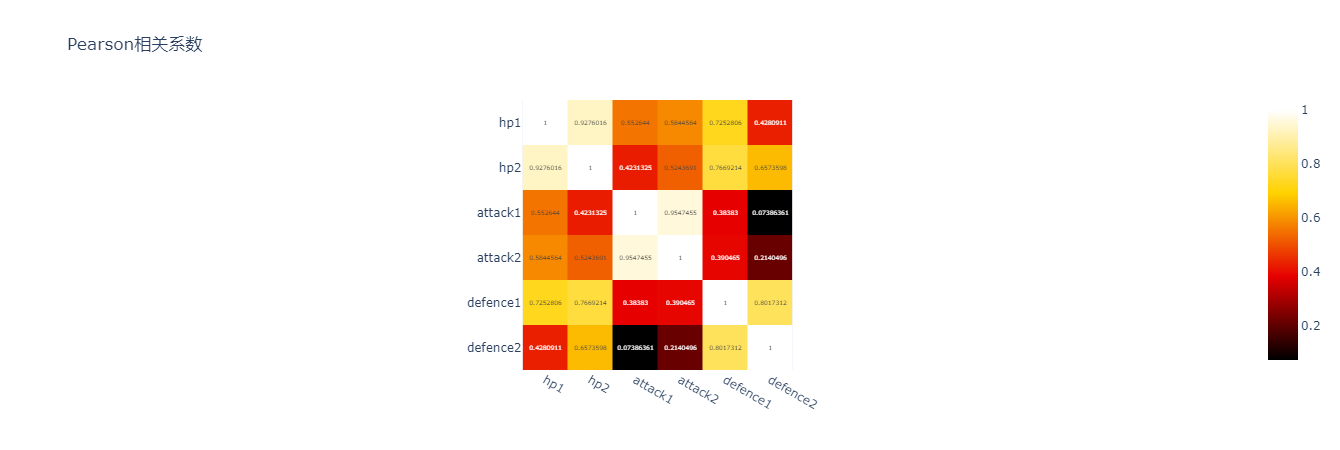 Pearson相关系数
hp1 1 0.9276016 0.552644 0.5844564 0.7252806 0.4280911
hp2 0.9276016 1 0.4231325 0.5243691 0.7669214 0.6573598
attack1 0.552644 0.4231325 1 0.9547455 0.38383 0.07386361
attack2 0.5844564 0.5243691 0.9547455 1 0.390465 0.2140496
defence1 0.7252806 0.7669214 0.38383 0.390465 1 0.8017312
defence2 0.4280911 0.6573598 0.07386361 0.2140496 0.8017312 1
hp1 hp2 attack1 attack2 defence1 defence2
1
0.8
0.6
0.4
0.2